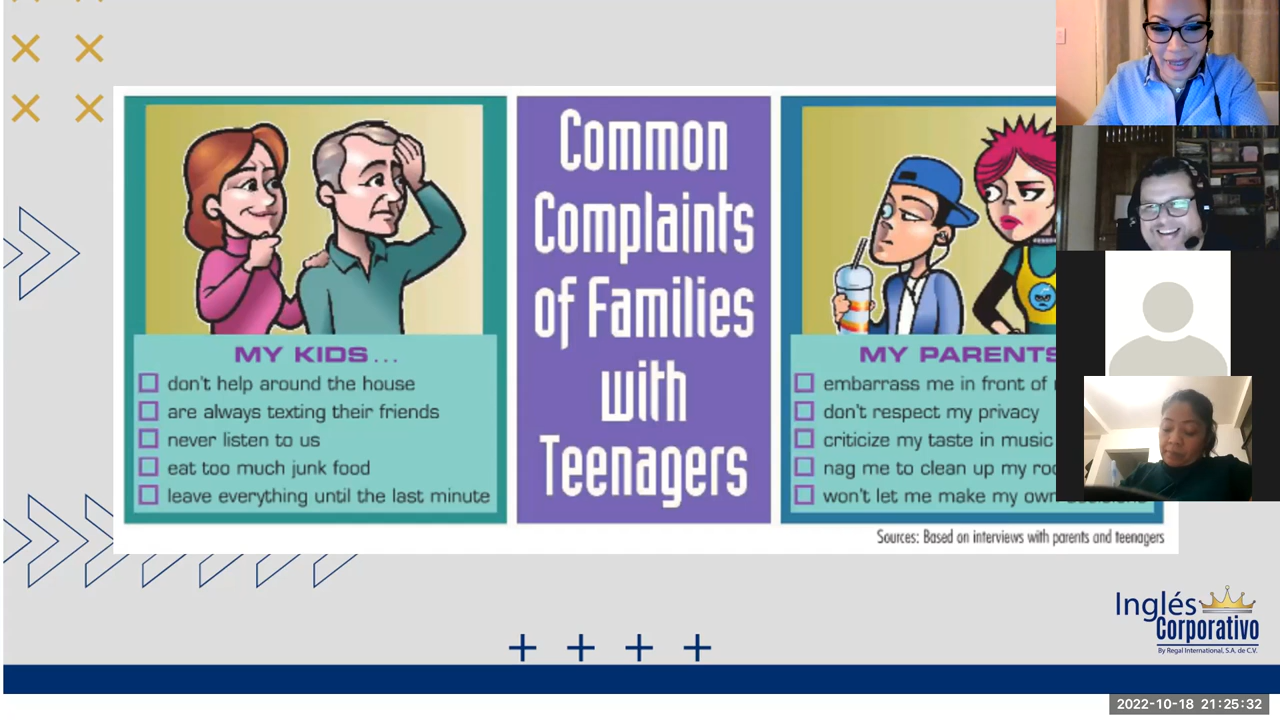 Common
Complaints
of Families
with
Teenagers
MY KIDS...
don't help around the house
are always texting their friends
never listen to us
eat too much junk food
leave everything until the last minute
MY PARENTS
embarrass me in front of
don't respect my privacy
criticize my taste in music
nag me to clean up my
won't let me make my own
Sources: Based on interviews with parents and teenagers
Inglés
Corporativo
By Regal International, S.A. de C.V.
2022-10-18 21:25:32